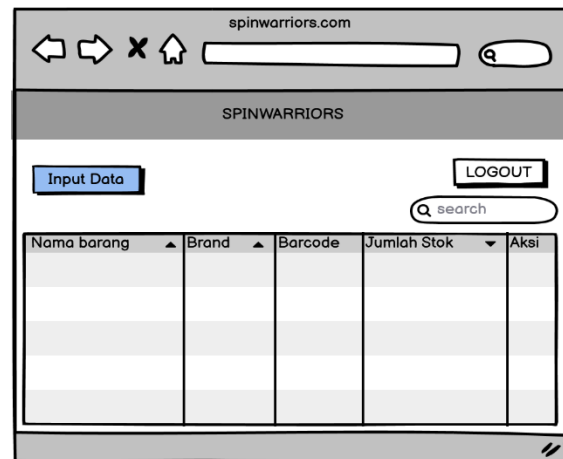 spinwarriors.com
SPINWARRIORS
Input Data
LOGOUT
search
Nama barang Brand Barcode Jumlah Stok Aksi